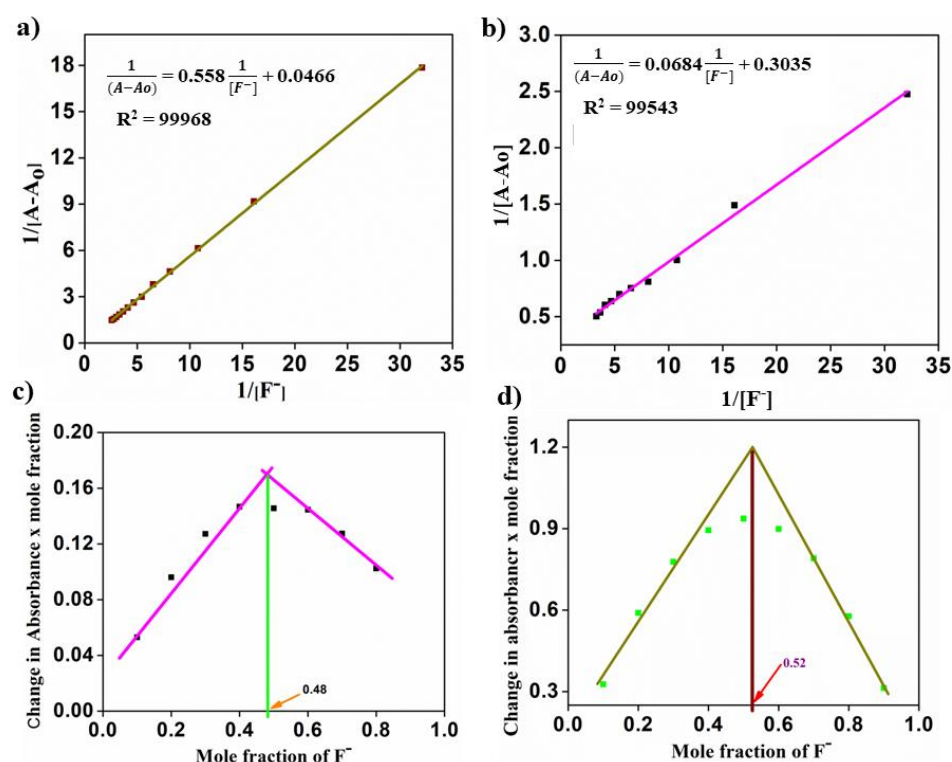 a)
1/(A−Ao) = 0.558 1/[F⁻] + 0.0466
R² = 99968
1/[A-A₀]
18
15
12
9
6
3
0
0 5 10 15 20 25 30 35
1/[F⁻]
b)
1/(A−Ao) = 0.0684 1/[F⁻] + 0.3035
R² = 99543
1/[A-Ao]
3.0
2.5
2.0
1.5
1.0
0.5
0 5 10 15 20 25 30 35
1/[F⁻]
c)
Change in Absorbance x mole fraction
0.20
0.16
0.12
0.08
0.04
0.00
0.48
0.0 0.2 0.4 0.6 0.8 1.0
Mole fraction of F⁻
d)
Change in absorbancr x mole fraction
1.2
0.9
0.6
0.3
0.52
0.0 0.2 0.4 0.6 0.8 1.0
Mole fraction of F⁻